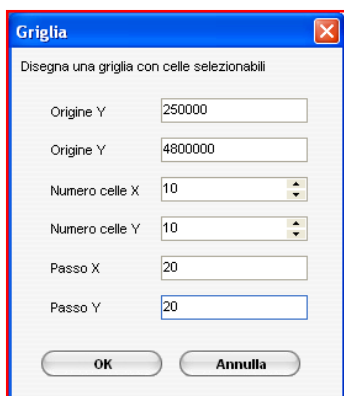 Griglia
Disegna una griglia con celle selezionabili
Origine Y 250000
Origine Y 4800000
Numero celle X 10
Numero celle Y 10
Passo X 20
Passo Y 20
OK Annulla